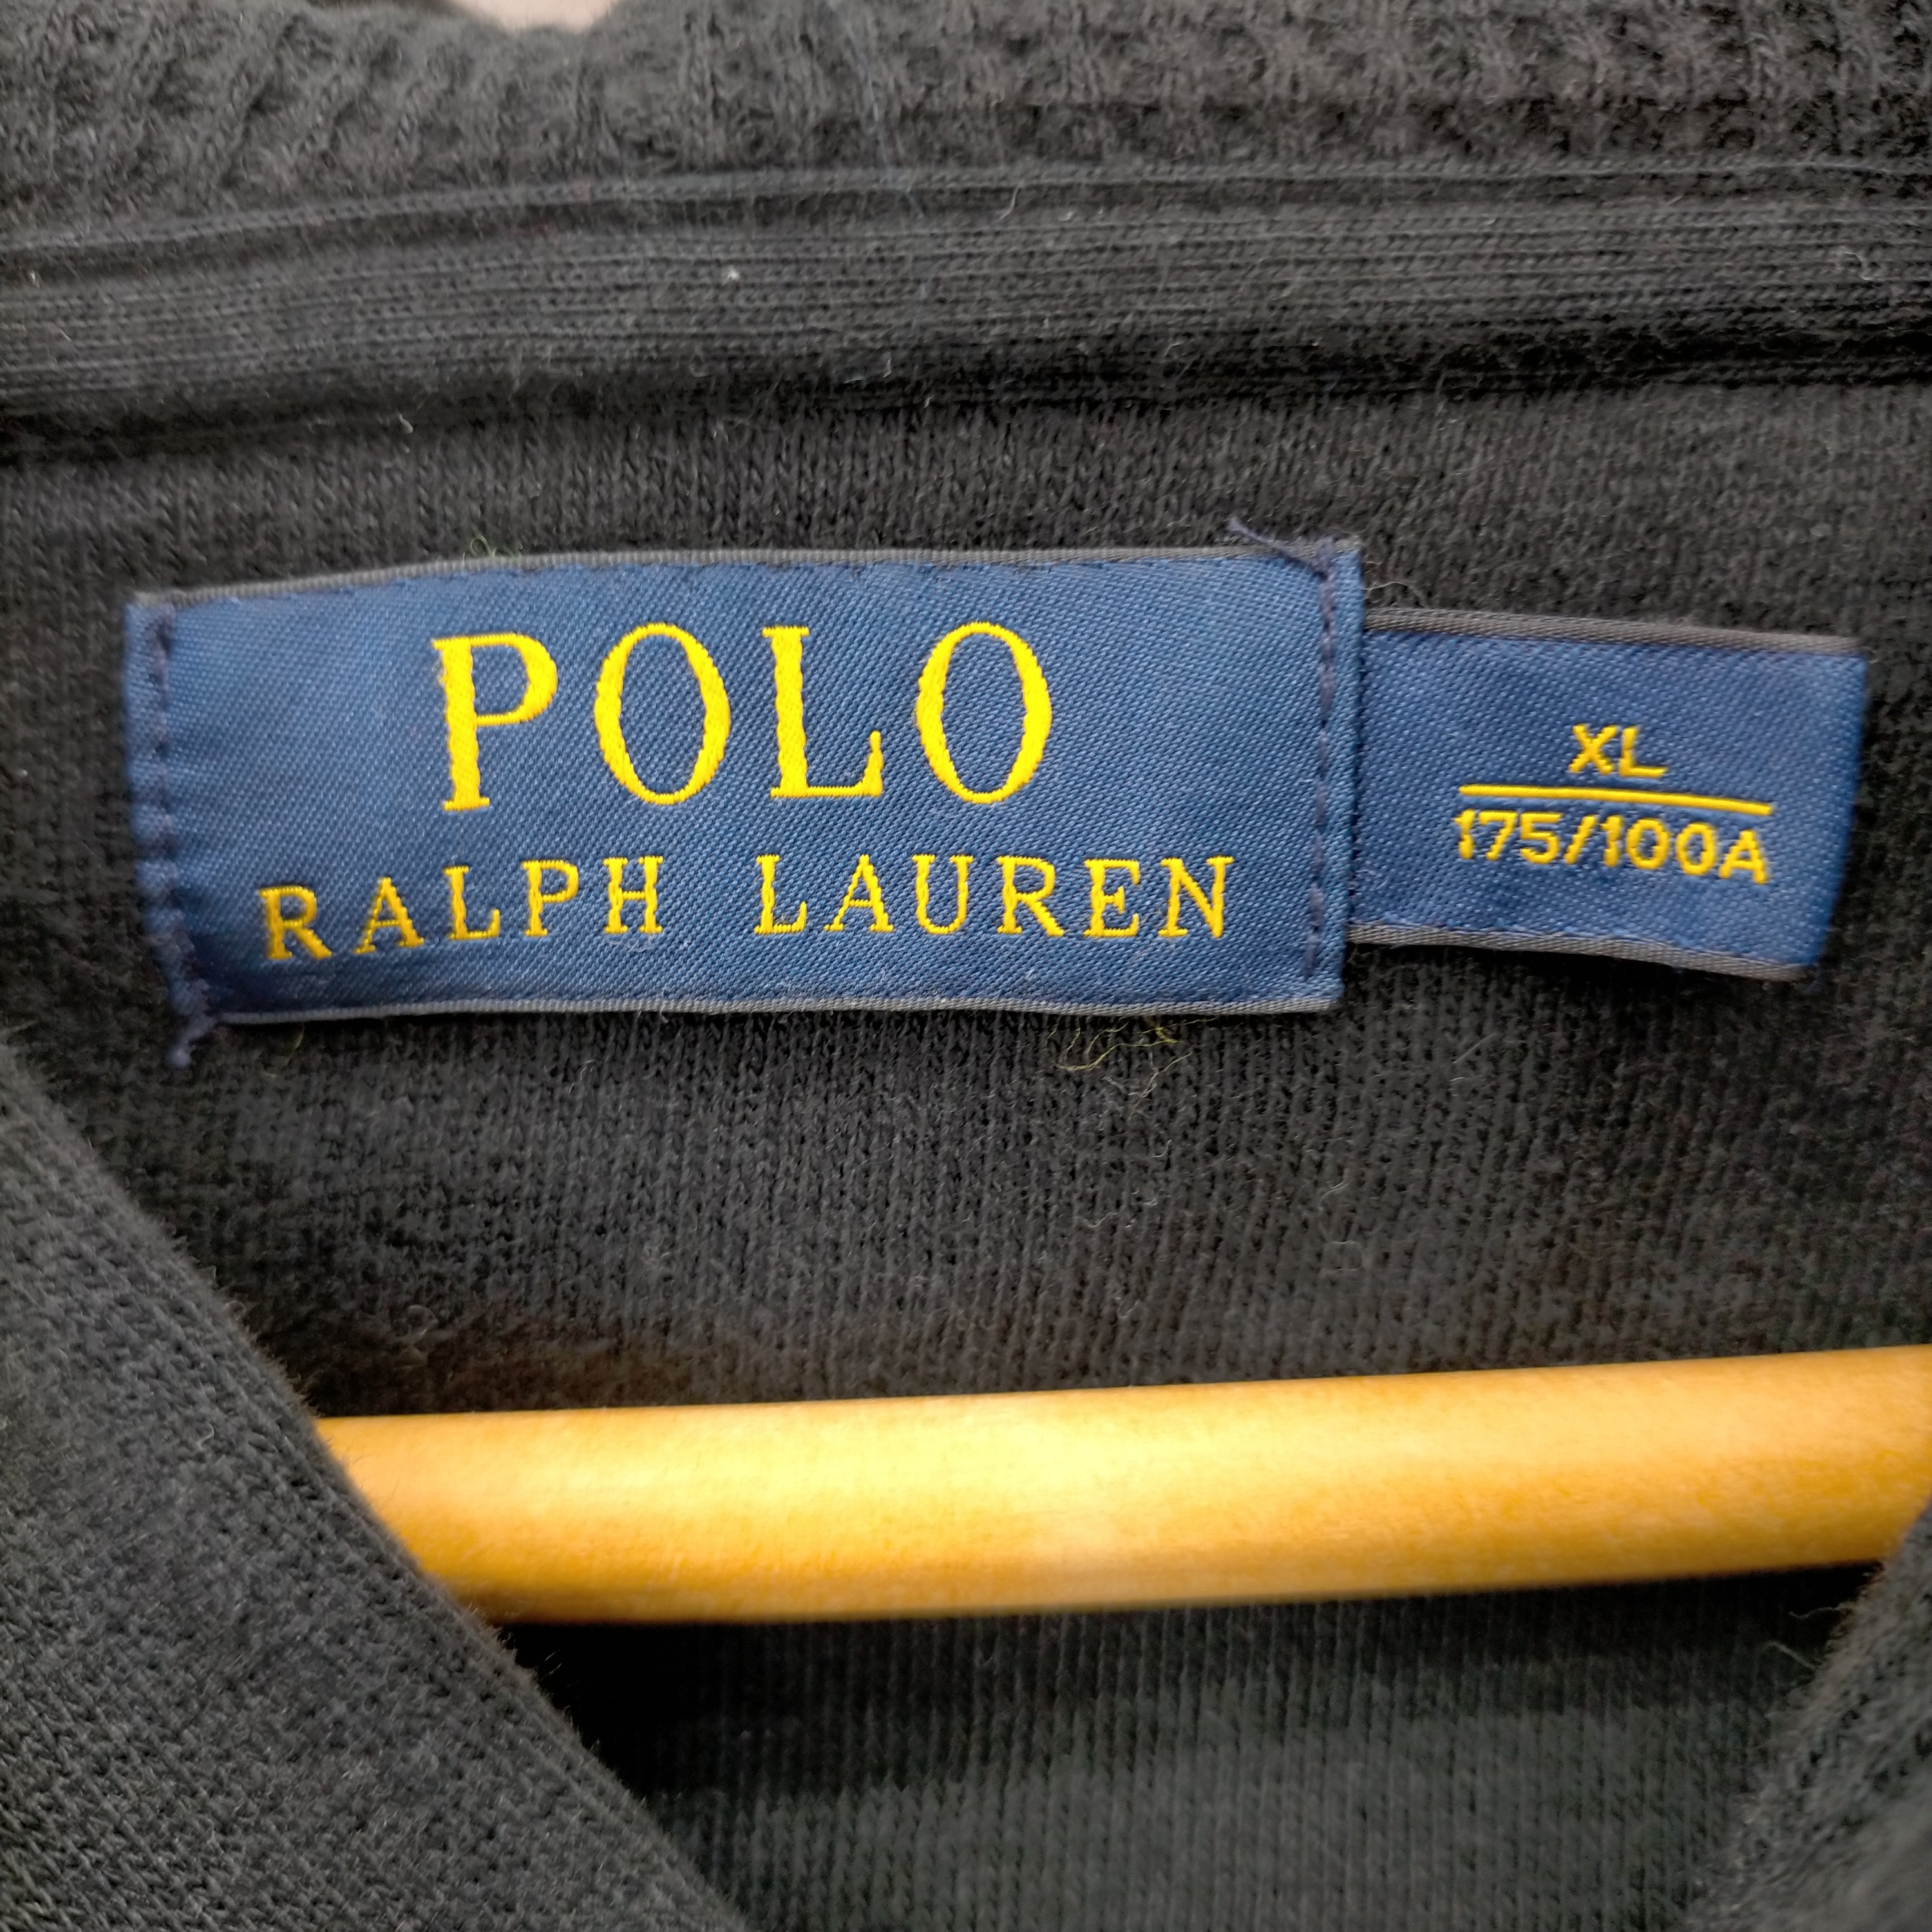 POLO
RALPH LAUREN
XL
175/100A